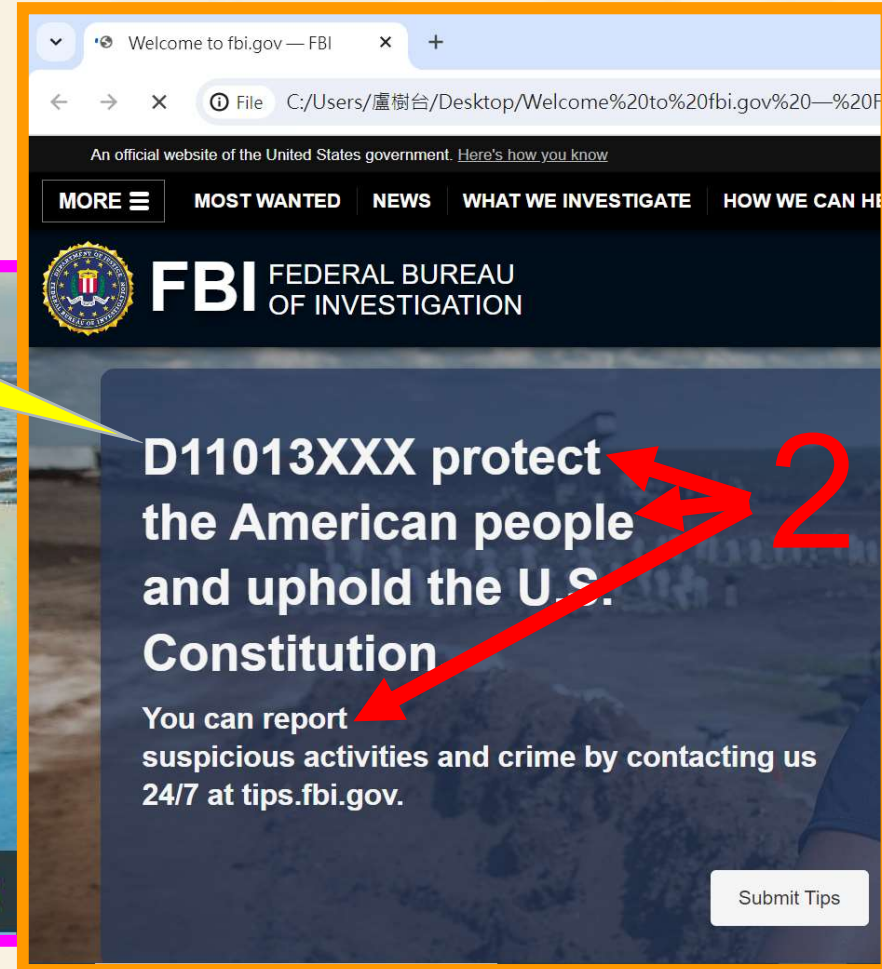 Welcome to fbi.gov — FBI
File C:/Users/盧樹台/Desktop/Welcome%20to%20fbi.gov%20—%20F
An official website of the United States government. Here's how you know
MORE MOST WANTED NEWS WHAT WE INVESTIGATE HOW WE CAN HE
FBI FEDERAL BUREAU
OF INVESTIGATION
D11013XXX protect
the American people
and uphold the U.S.
Constitution
2
You can report
suspicious activities and crime by contacting us
24/7 at tips.fbi.gov.
Submit Tips